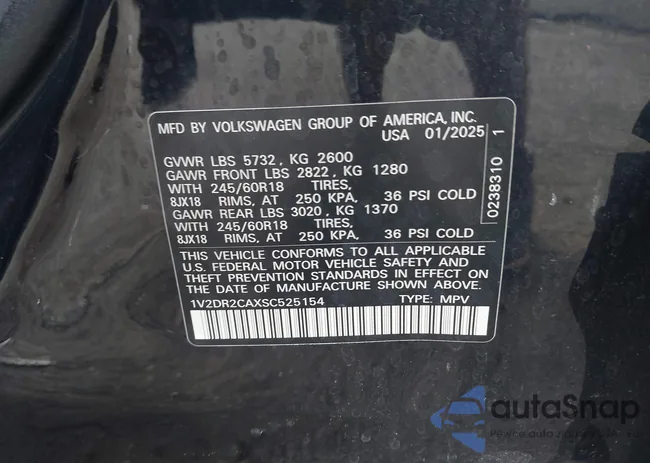 MFD BY VOLKSWAGEN GROUP OF AMERICA, INC.
USA 01/2025
GVWR LBS 5732 , KG 2600
GAWR FRONT LBS 2822 , KG 1280
WITH 245/60R18 TIRES,
8JX18 RIMS, AT 250 KPA, 36 PSI COLD
GAWR REAR LBS 3020 , KG 1370
WITH 245/60R18 TIRES,
8JX18 RIMS, AT 250 KPA, 36 PSI COLD
THIS VEHICLE CONFORMS TO ALL APPLICABLE
U.S. FEDERAL MOTOR VEHICLE SAFETY AND
THEFT PREVENTION STANDARDS IN EFFECT ON
THE DATE OF MANUFACTURE SHOWN ABOVE.
1V2DR2CAXSC525154 TYPE: MPV
0238310 1
autoSnap
Pewne auta z